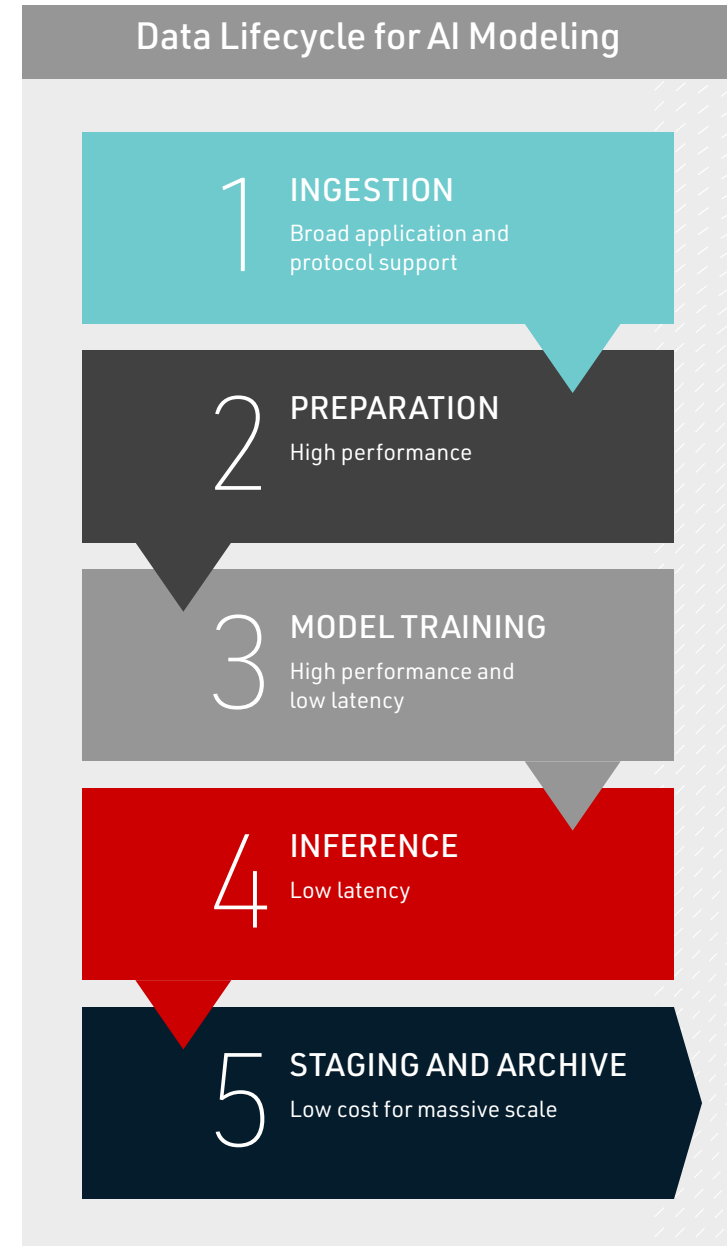 Data Lifecycle for AI Modeling
1
INGESTION
Broad application and
protocol support
2
PREPARATION
High performance
3
MODEL TRAINING
High performance and
low latency
4
INFERENCE
Low latency
5
STAGING AND ARCHIVE
Low cost for massive scale